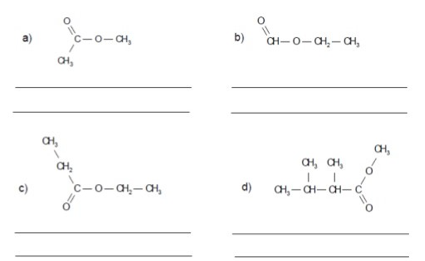 a)
O
C–O–CH₃
CH₃
b)
O
CH–O–CH₂–CH₃
c)
CH₃
CH₂
C–O–CH₂–CH₃
O
d)
CH₃
O
CH₃ CH₃
CH₃–CH–CH–C
O